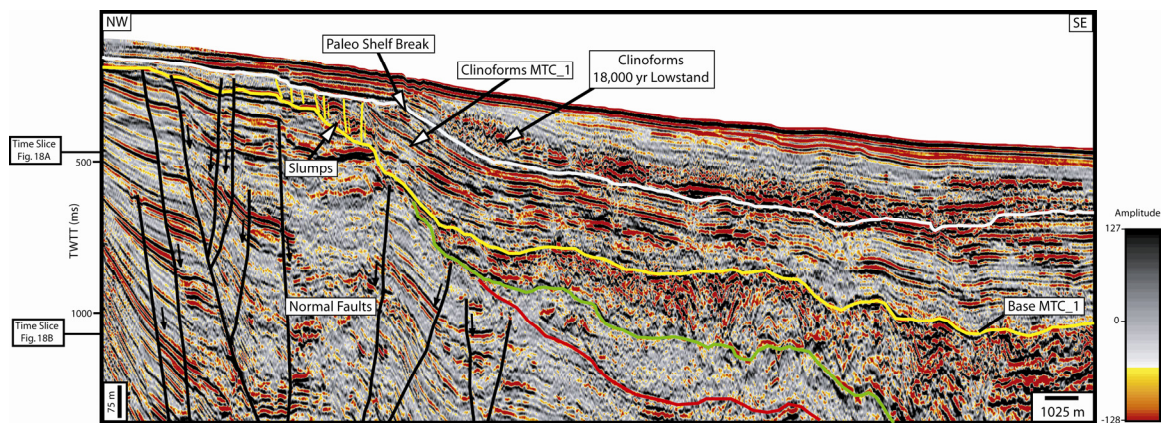 NW
SE
Paleo Shelf Break
Clinoforms MTC_1
Clinoforms
18,000 yr Lowstand
Time Slice
Fig. 18A
500
Slumps
TWTT (ms)
Amplitude
127
0
-128
Normal Faults
Base MTC_1
1000
Time Slice
Fig. 18B
75 m
1025 m